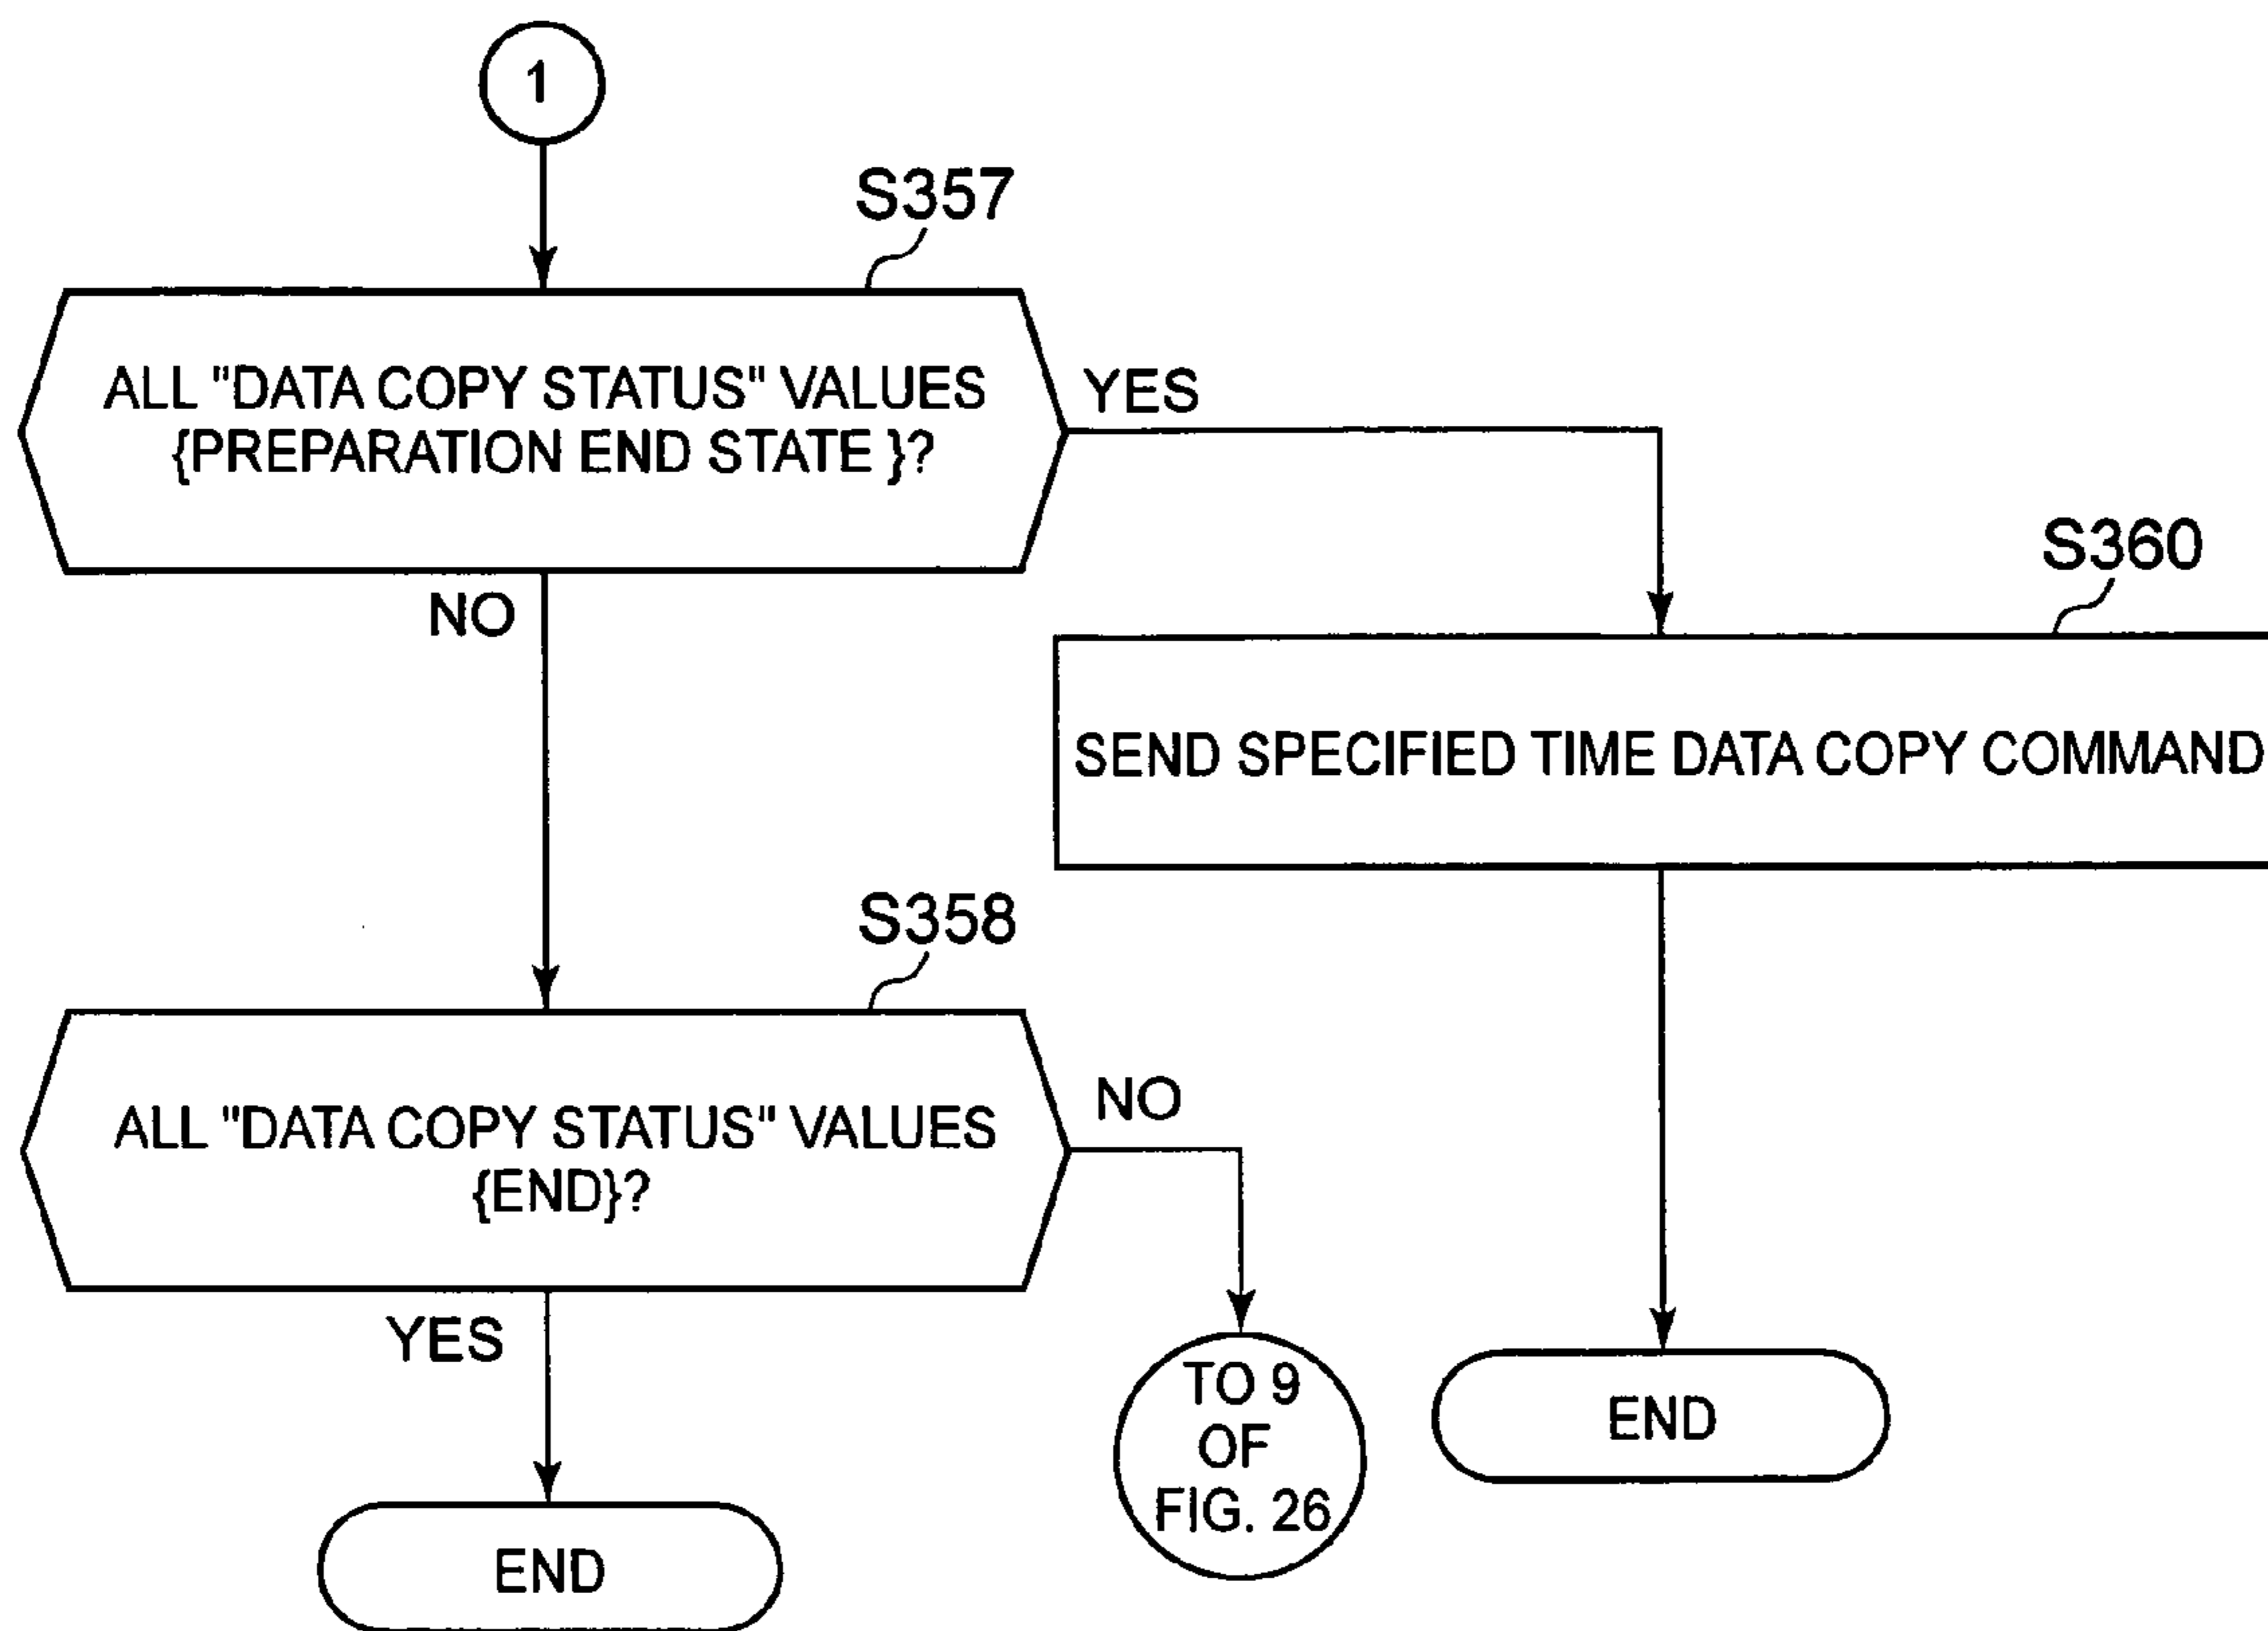 1
S357
ALL "DATA COPY STATUS" VALUES
{PREPARATION END STATE }?
YES
NO
S360
SEND SPECIFIED TIME DATA COPY COMMAND
S358
ALL "DATA COPY STATUS" VALUES
{END}?
NO
YES
TO 9
OF
FIG. 26
END
END